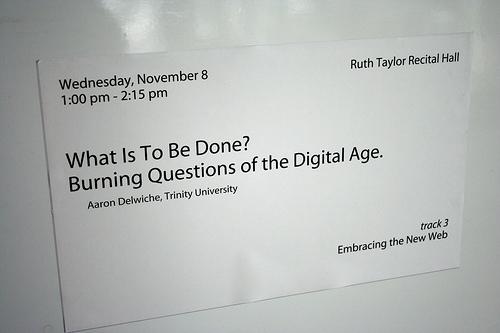 Wednesday, November 8
1:00 pm - 2:15 pm
Ruth Taylor Recital Hall
What Is To Be Done?
Burning Questions of the Digital Age.
Aaron Delwiche, Trinity University
track 3
Embracing the New Web